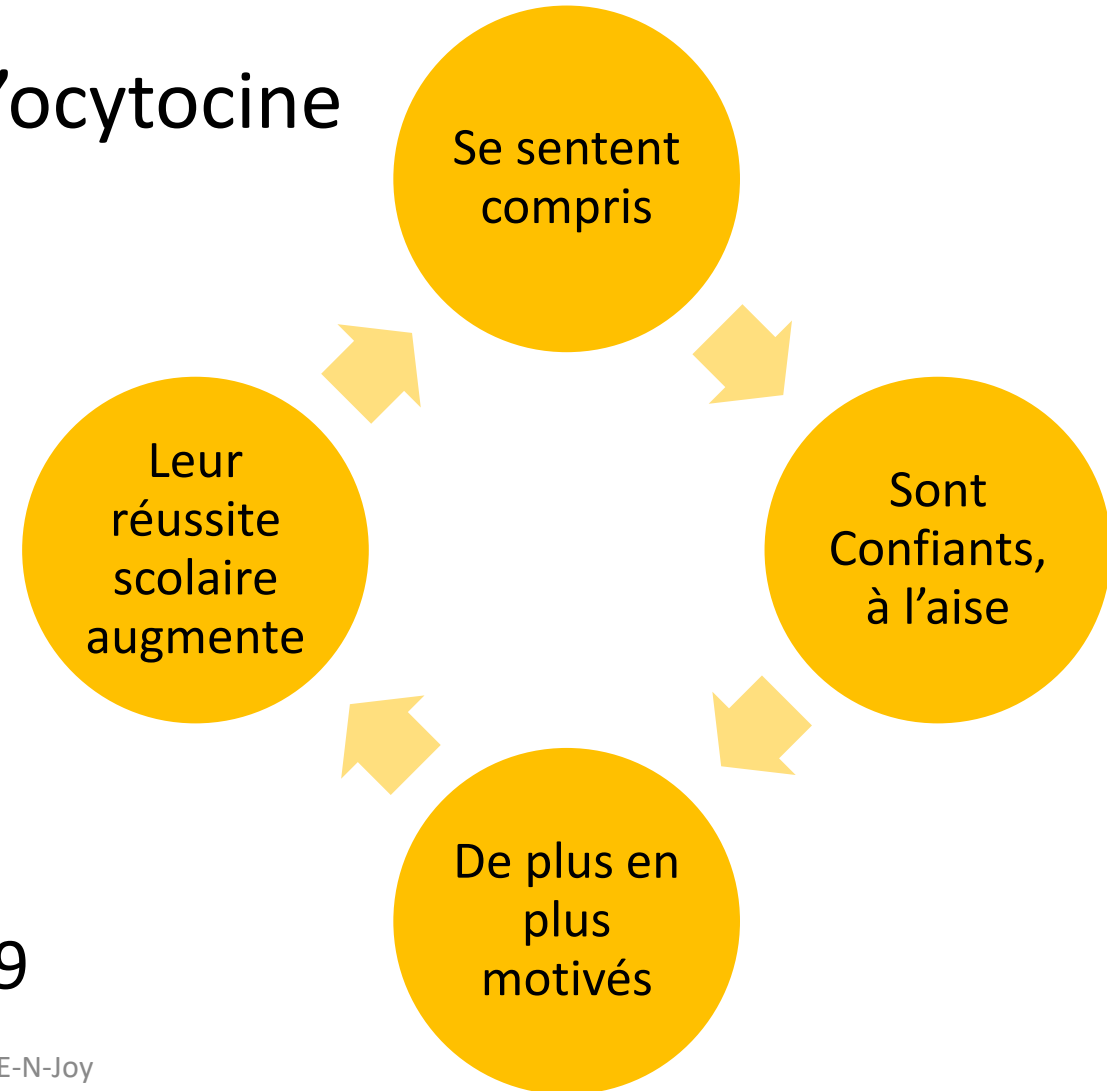 ’ocytocine
Se sentent
compris
Sont
Confiants,
à l’aise
De plus en
plus
motivés
Leur
réussite
scolaire
augmente
9
E-N-Joy